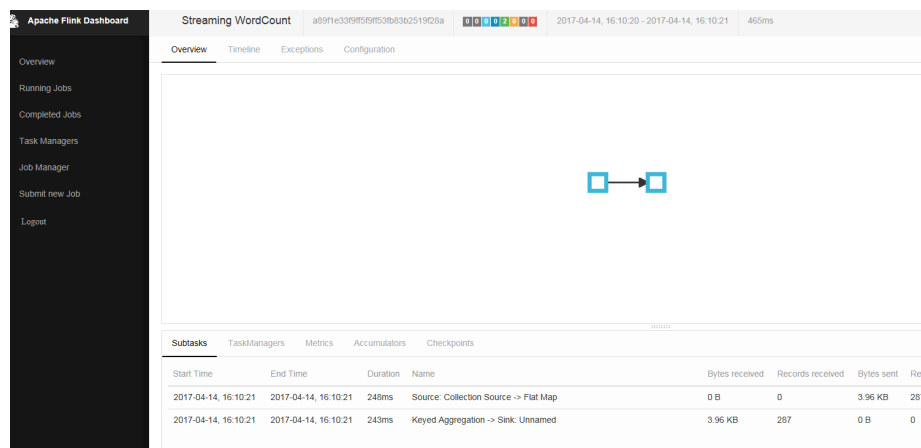 Apache Flink Dashboard
Streaming WordCount a89f1e33f9ff5f9ff53fb83b2519f28a 0 0 0 0 2 0 0 0 2017-04-14, 16:10:20 - 2017-04-14, 16:10:21 465ms
Overview Timeline Exceptions Configuration
Overview
Running Jobs
Completed Jobs
Task Managers
Job Manager
Submit new Job
Logout
Subtasks TaskManagers Metrics Accumulators Checkpoints
Start Time End Time Duration Name Bytes received Records received Bytes sent Re
2017-04-14, 16:10:21 2017-04-14, 16:10:21 248ms Source: Collection Source -> Flat Map 0 B 0 3.96 KB 287
2017-04-14, 16:10:21 2017-04-14, 16:10:21 243ms Keyed Aggregation -> Sink: Unnamed 3.96 KB 287 0 B 0